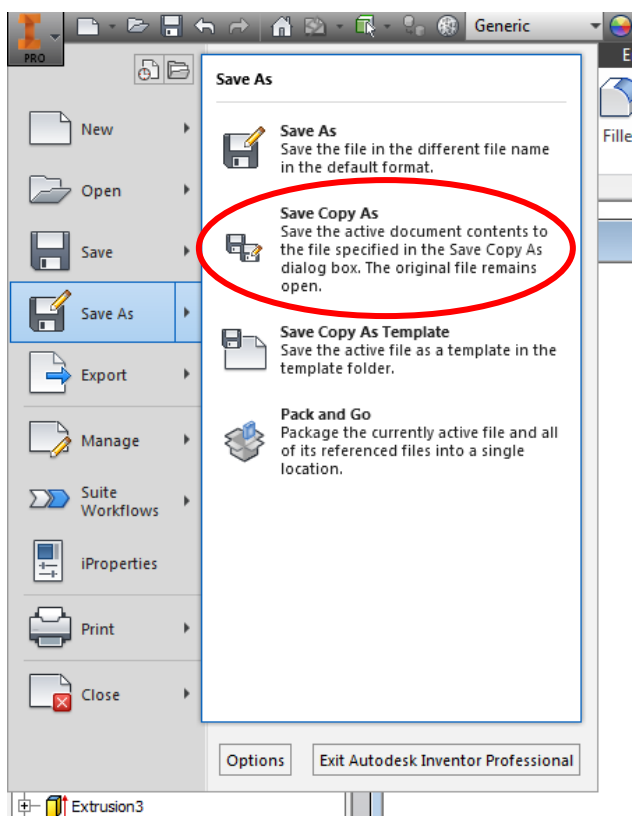 Generic
PRO
E
Fille
New
Open
Save
Save As
Export
Manage
Suite
Workflows
iProperties
Print
Close
Save As
Save As
Save the file in the different file name
in the default format.
Save Copy As
Save the active document contents to
the file specified in the Save Copy As
dialog box. The original file remains
open.
Save Copy As Template
Save the active file as a template in the
template folder.
Pack and Go
Package the currently active file and all
of its referenced files into a single
location.
Options
Exit Autodesk Inventor Professional
Extrusion3